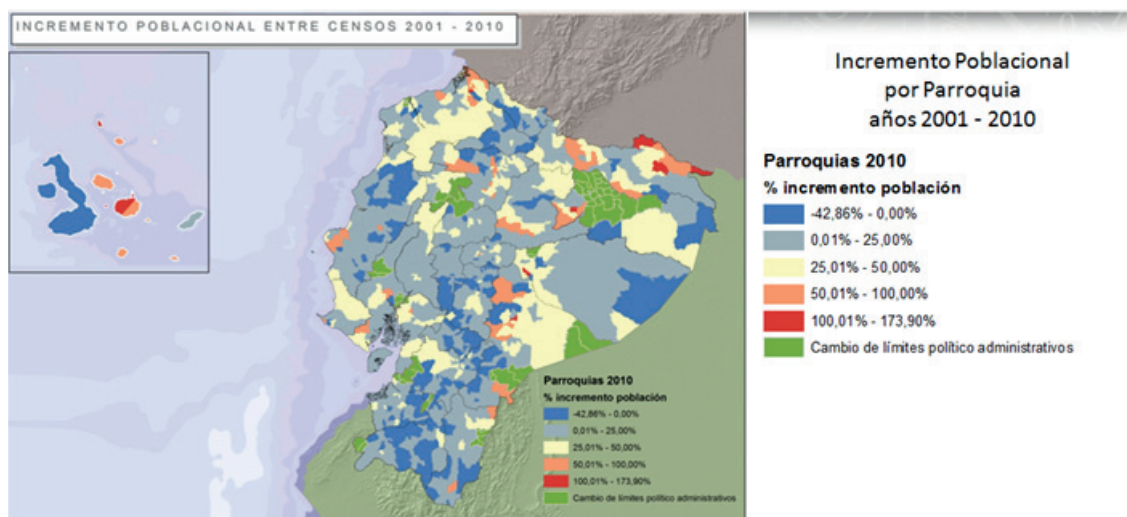 INCREMENTO POBLACIONAL ENTRE CENSOS 2001 - 2010
Parroquias 2010
% incremento población
-42,86% - 0,00%
0,01% - 25,00%
25,01% - 50,00%
50,01% - 100,00%
100,01% - 173,90%
Cambio de límites político administrativos
Incremento Poblacional
por Parroquia
años 2001 - 2010
Parroquias 2010
% incremento población
-42,86% - 0,00%
0,01% - 25,00%
25,01% - 50,00%
50,01% - 100,00%
100,01% - 173,90%
Cambio de límites político administrativos